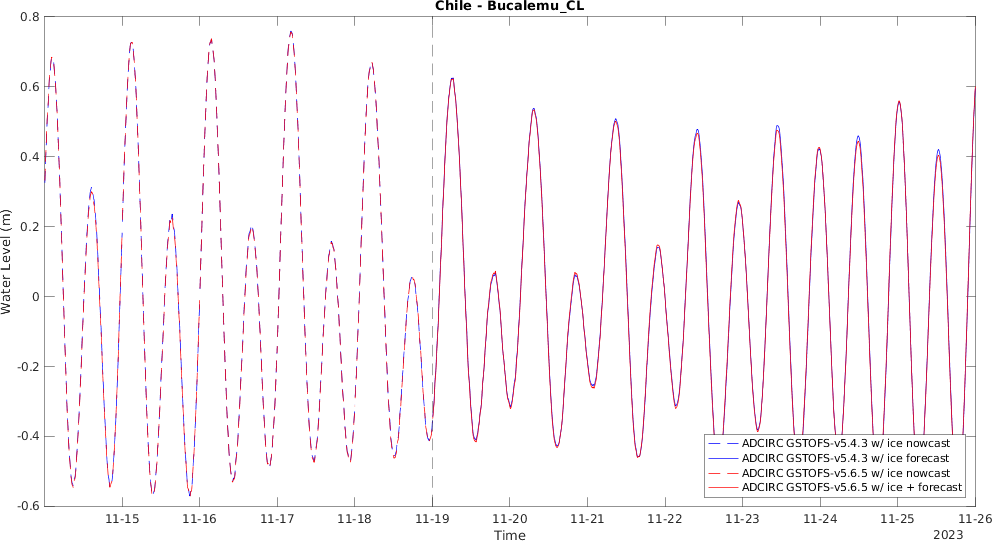 Chile - Bucalemu_CL
0.8
0.6
0.4
0.2
0
-0.2
-0.4
-0.6
Water Level (m)
ADCIRC GSTOFS-v5.4.3 w/ ice nowcast
ADCIRC GSTOFS-v5.4.3 w/ ice forecast
ADCIRC GSTOFS-v5.6.5 w/ ice nowcast
ADCIRC GSTOFS-v5.6.5 w/ ice + forecast
11-15 11-16 11-17 11-18 11-19 11-20 11-21 11-22 11-23 11-24 11-25 11-26
Time
2023